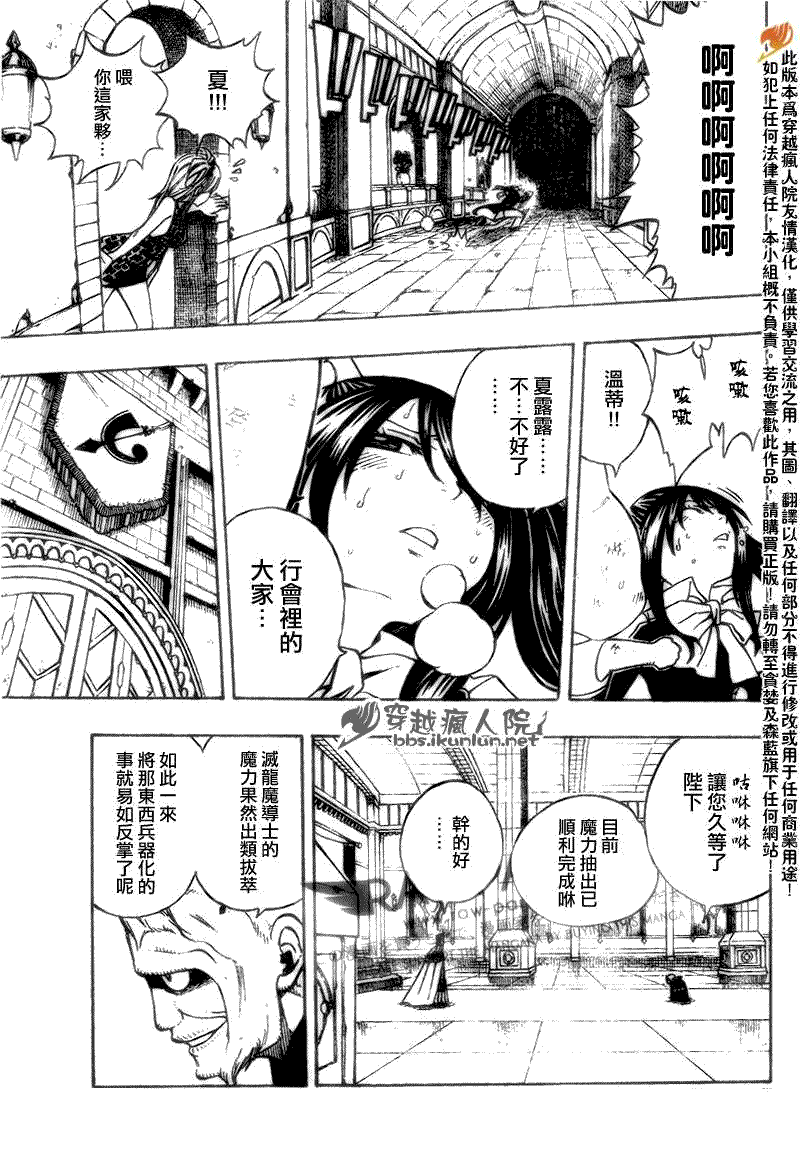 啊啊啊啊啊啊
夏!!!
喂
你這家夥…
咳嗽
咳嗽
溫蒂!!
夏露露……
不…不好了
……
行會裡的
大家…
咕咻咻咻
讓您久等了
陛下
目前
魔力抽出已
順利完成咻
幹的好
……
滅龍魔導士的
魔力果然出類拔萃
如此一來
將那東西兵器化的
事就易如反掌了呢
此版本爲穿越瘋人院友情漢化，僅供學習交流之用，其圖、翻譯以及任何部分不得進行修改或用于任何商業用途！
如犯上任何法律責任，本小組概不負責。若您喜歡此作品，請購買正版！請勿轉至貪婪及森藍旗下任何網站！
穿越瘋人院
bbs.ikunlun.net